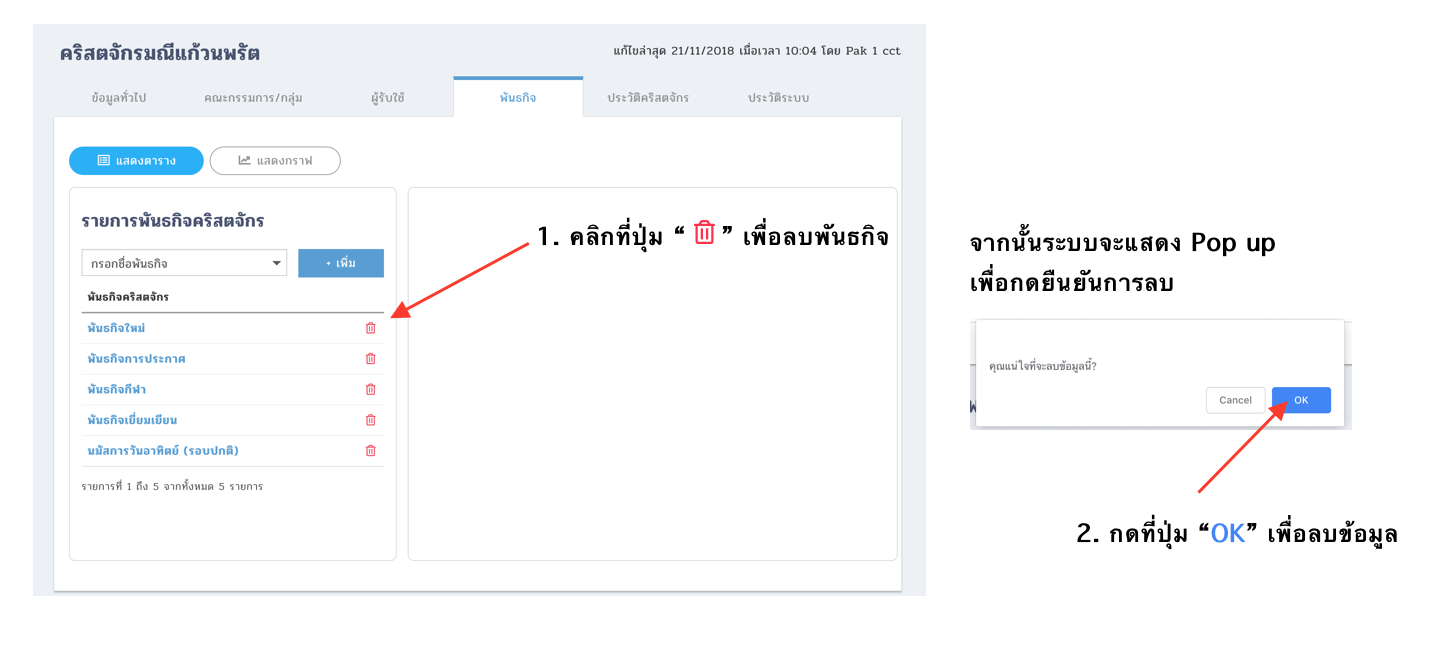 คริสตจักรมณีแก้วนพรัต
แก้ไขล่าสุด 21/11/2018 เมื่อเวลา 10:04 โดย Pak 1 cct
ข้อมูลทั่วไป คณะกรรมการ/กลุ่ม ผู้รับใช้ พันธกิจ ประวัติคริสตจักร ประวัติระบบ
แสดงตาราง แสดงกราฟ
รายการพันธกิจคริสตจักร
กรอกชื่อพันธกิจ + เพิ่ม
พันธกิจคริสตจักร
พันธกิจใหม่
พันธกิจการประกาศ
พันธกิจกีฬา
พันธกิจเยี่ยมเยียน
นมัสการวันอาทิตย์ (รอบปกติ)
รายการที่ 1 ถึง 5 จากทั้งหมด 5 รายการ
1. คลิกที่ปุ่ม “ ” เพื่อลบพันธกิจ
จากนั้นระบบจะแสดง Pop up
เพื่อกดยืนยันการลบ
คุณแน่ใจที่จะลบข้อมูลนี้?
Cancel OK
2. กดที่ปุ่ม “OK” เพื่อลบข้อมูล